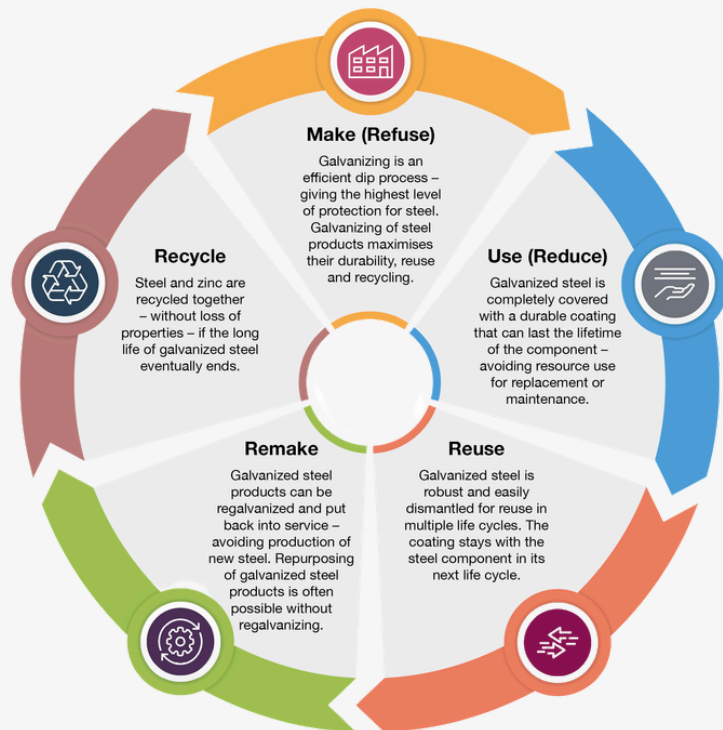 Make (Refuse)
Galvanizing is an
efficient dip process –
giving the highest level
of protection for steel.
Galvanizing of steel
products maximises
their durability, reuse
and recycling.
Use (Reduce)
Galvanized steel is
completely covered
with a durable coating
that can last the lifetime
of the component –
avoiding resource use
for replacement or
maintenance.
Reuse
Galvanized steel is
robust and easily
dismantled for reuse in
multiple life cycles. The
coating stays with the
steel component in its
next life cycle.
Remake
Galvanized steel
products can be
regalvanized and put
back into service –
avoiding production of
new steel. Repurposing
of galvanized steel
products is often
possible without
regalvanizing.
Recycle
Steel and zinc are
recycled together
– without loss of
properties – if the long
life of galvanized steel
eventually ends.